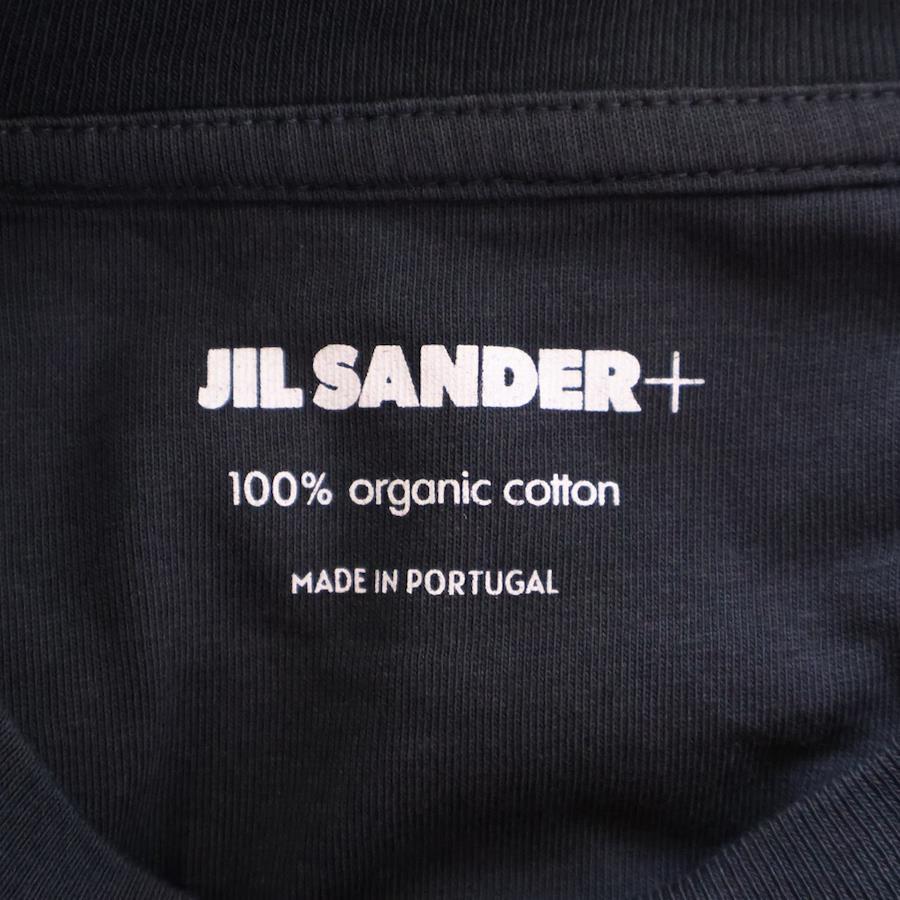 JIL SANDER+
100% organic cotton
MADE IN PORTUGAL